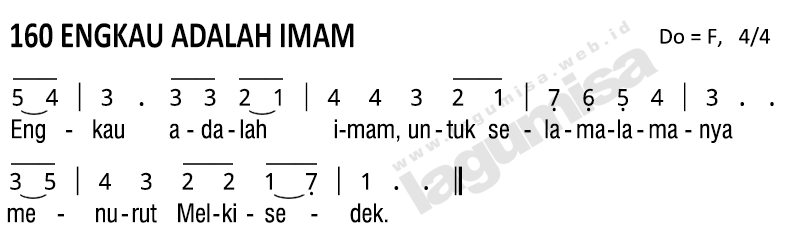 160 ENGKAU ADALAH IMAM Do = F, 4/4
5 4 | 3 . 3 3 2 1 | 4 4 3 2 1 | 7̣ 6̣ 5̣ 4 | 3 . .
Eng - kau a - da - lah i-mam, un - tuk se - la - ma - la - ma - nya
3 5 | 4 3 2 2 1 7̣ | 1 . . ||
me - nu - rut Mel - ki - se - dek.
www.lagumisa.web.id
lagumisa